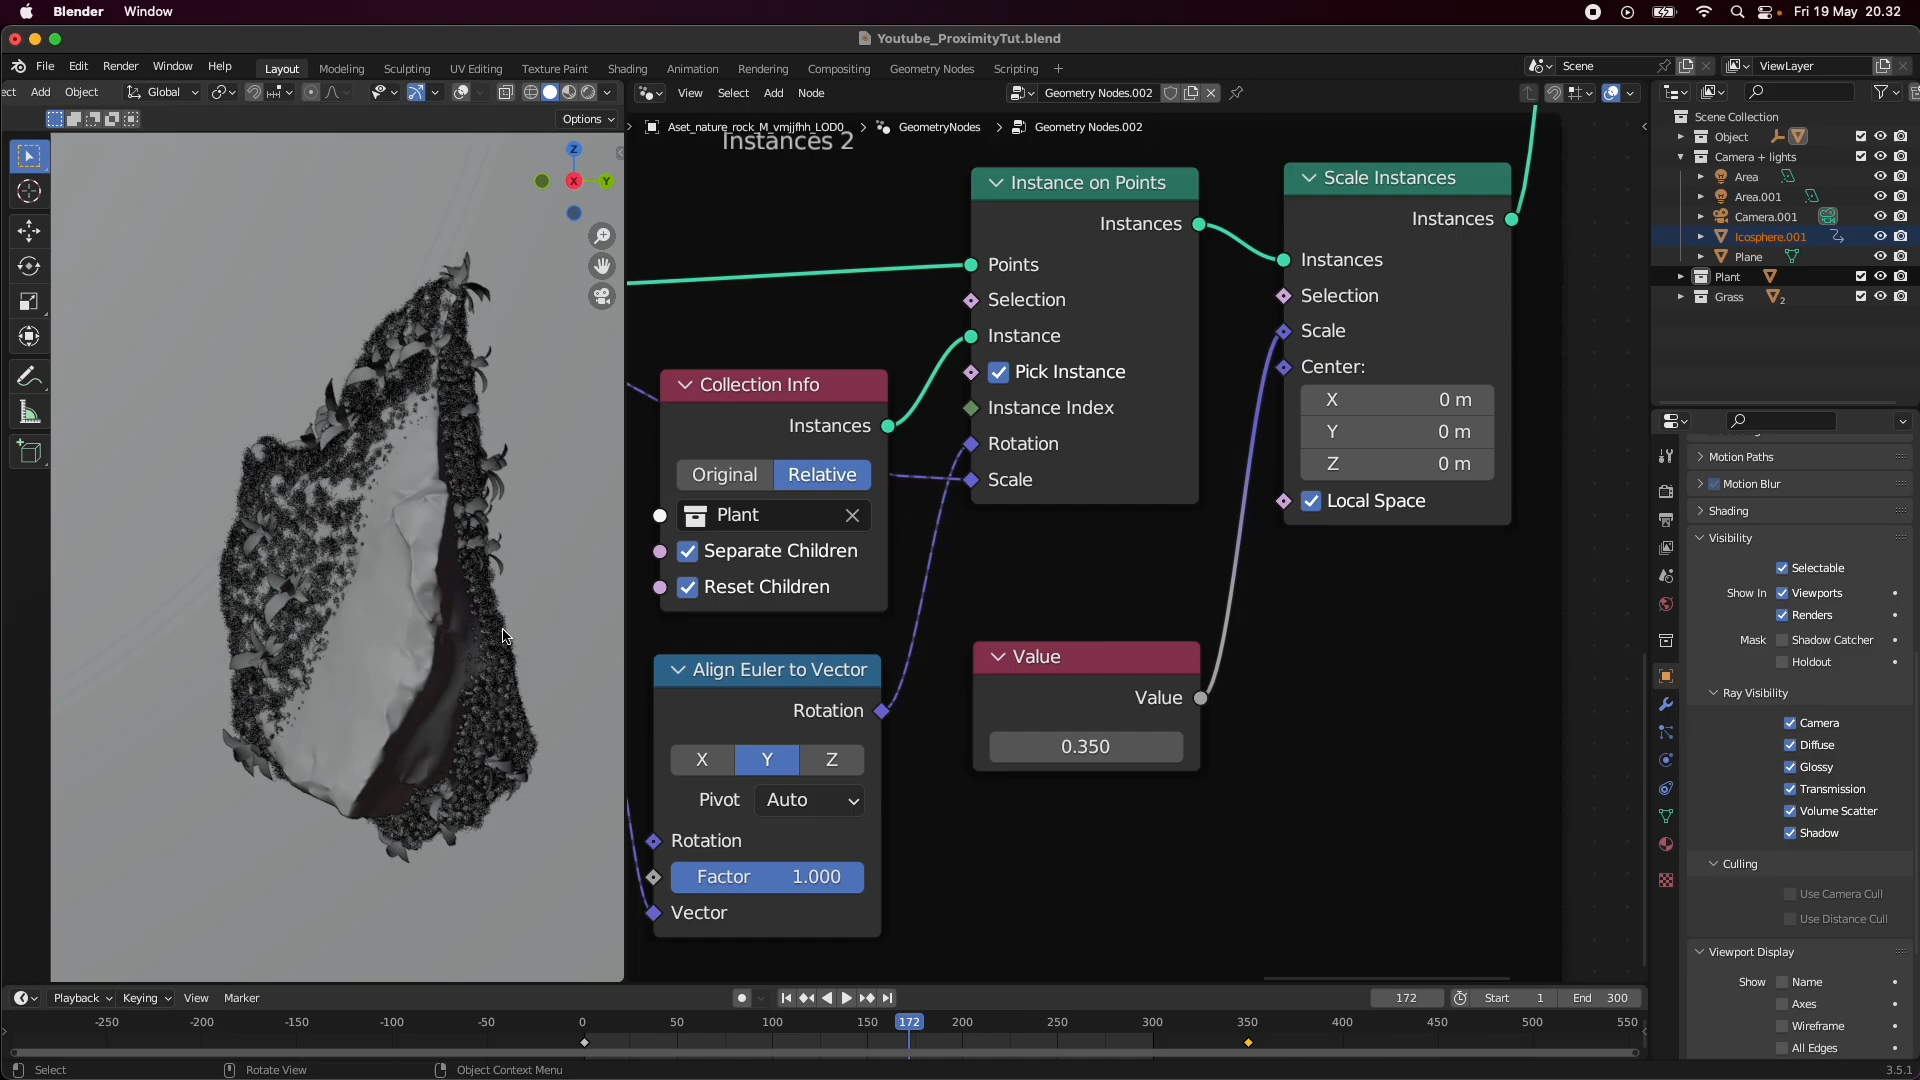 Blender Window
Fri 19 May 20.32
Youtube_ProximityTut.blend
File Edit Render Window Help
Layout Modeling Sculpting UV Editing Texture Paint Shading Animation Rendering Compositing Geometry Nodes Scripting +
Scene
ViewLayer
ect Add Object
Global
View Select Add Node
Geometry Nodes.002
Options
Aset_nature_rock_M_vmjjfhh_LOD0 > GeometryNodes > Geometry Nodes.002
Instances 2
Z
X
Y
Instance on Points
Instances
Points
Selection
Instance
Pick Instance
Instance Index
Rotation
Scale
Scale Instances
Instances
Instances
Selection
Scale
Center:
X 0 m
Y 0 m
Z 0 m
Local Space
Collection Info
Instances
Original Relative
Plant
Separate Children
Reset Children
Align Euler to Vector
Rotation
X Y Z
Pivot Auto
Rotation
Factor 1.000
Vector
Value
Value
0.350
Scene Collection
Object
Camera + lights
Area
Area.001
Camera.001
Icosphere.001
Plane
Plant
Grass 2
Motion Paths
Motion Blur
Shading
Visibility
Selectable
Show In Viewports
Renders
Mask Shadow Catcher
Holdout
Ray Visibility
Camera
Diffuse
Glossy
Transmission
Volume Scatter
Shadow
Culling
Use Camera Cull
Use Distance Cull
Viewport Display
Show Name
Axes
Wireframe
All Edges
Playback Keying View Marker
172
Start 1
End 300
-250 -200 -150 -100 -50 0 50 100 150 172 200 250 300 350 400 450 500 550
Select
Rotate View
Object Context Menu
3.5.1